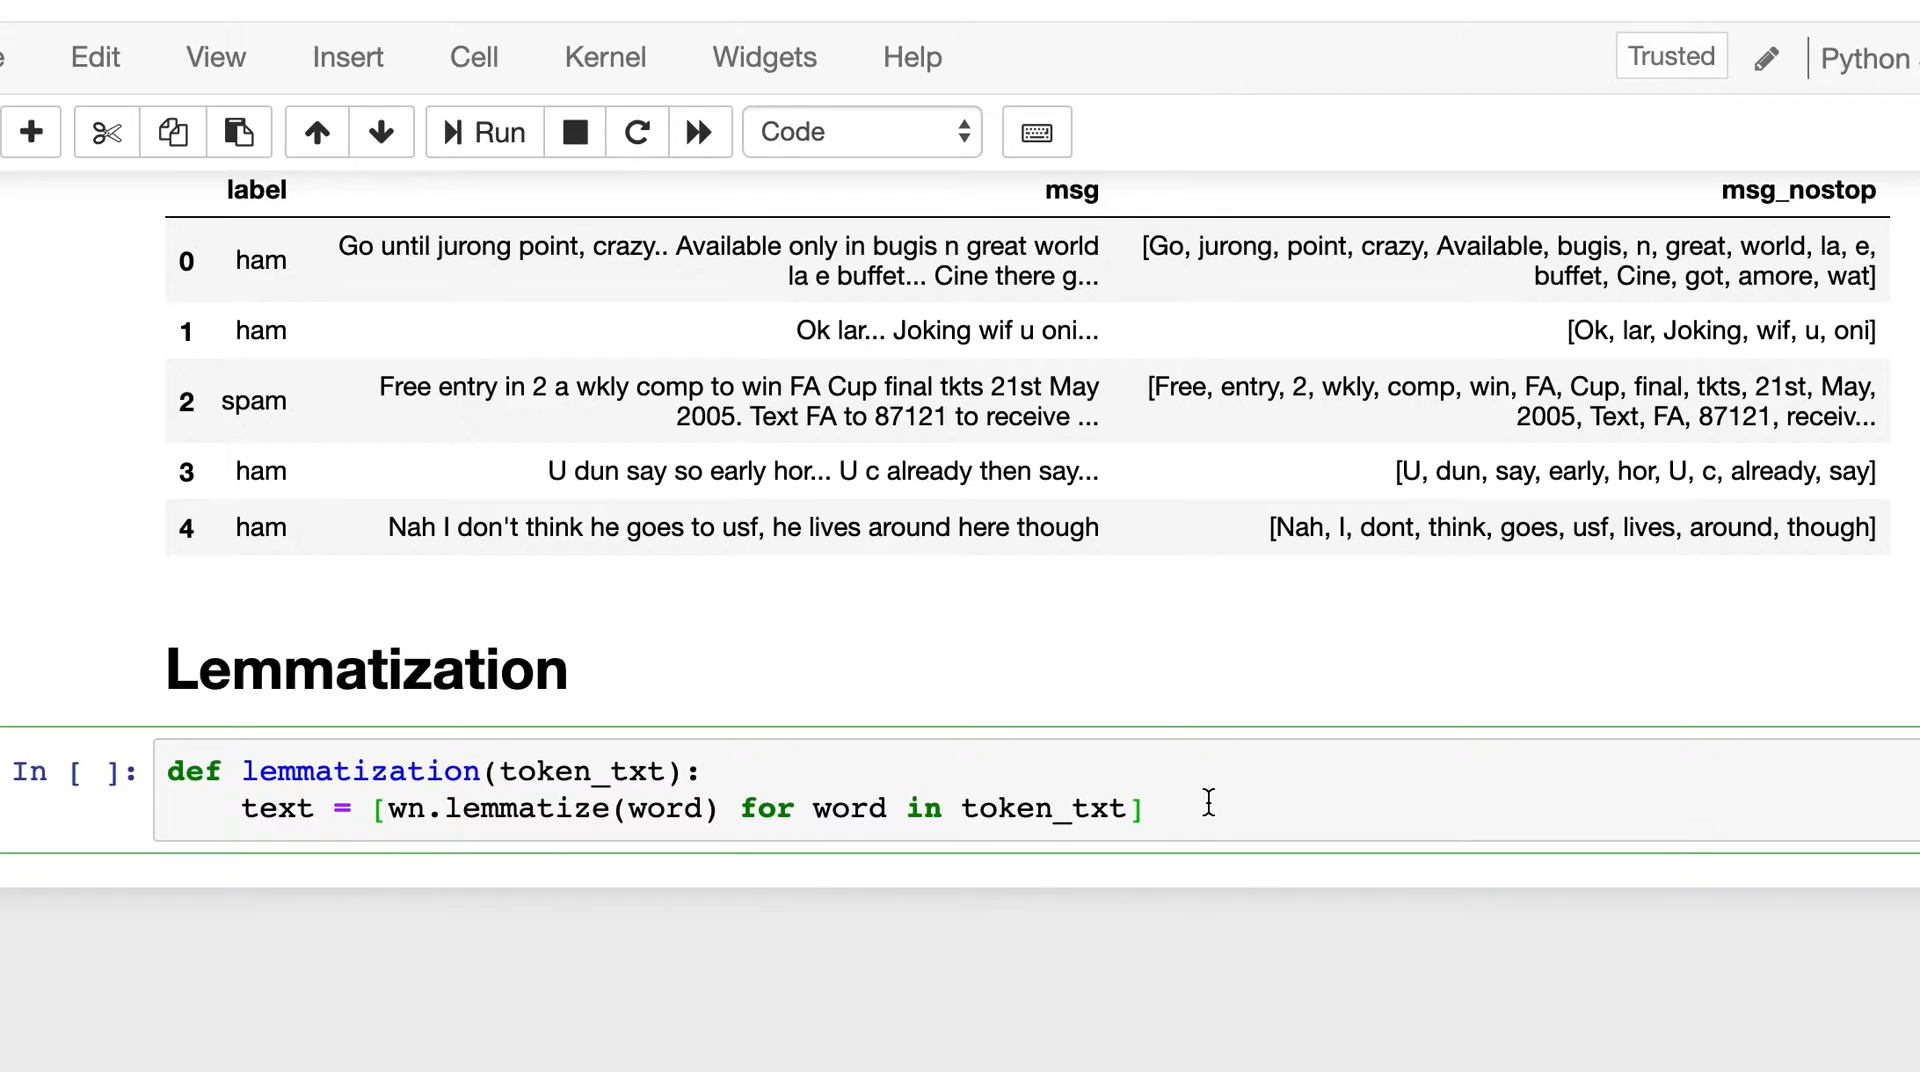 Edit View Insert Cell Kernel Widgets Help Trusted Python
Run Code
label msg msg_nostop
0 ham Go until jurong point, crazy.. Available only in bugis n great world [Go, jurong, point, crazy, Available, bugis, n, great, world, la, e,
la e buffet... Cine there g... buffet, Cine, got, amore, wat]
1 ham Ok lar... Joking wif u oni... [Ok, lar, Joking, wif, u, oni]
2 spam Free entry in 2 a wkly comp to win FA Cup final tkts 21st May [Free, entry, 2, wkly, comp, win, FA, Cup, final, tkts, 21st, May,
2005. Text FA to 87121 to receive ... 2005, Text, FA, 87121, receiv...
3 ham U dun say so early hor... U c already then say... [U, dun, say, early, hor, U, c, already, say]
4 ham Nah I don't think he goes to usf, he lives around here though [Nah, I, dont, think, goes, usf, lives, around, though]
Lemmatization
In [ ]: def lemmatization(token_txt):
text = [wn.lemmatize(word) for word in token_txt]